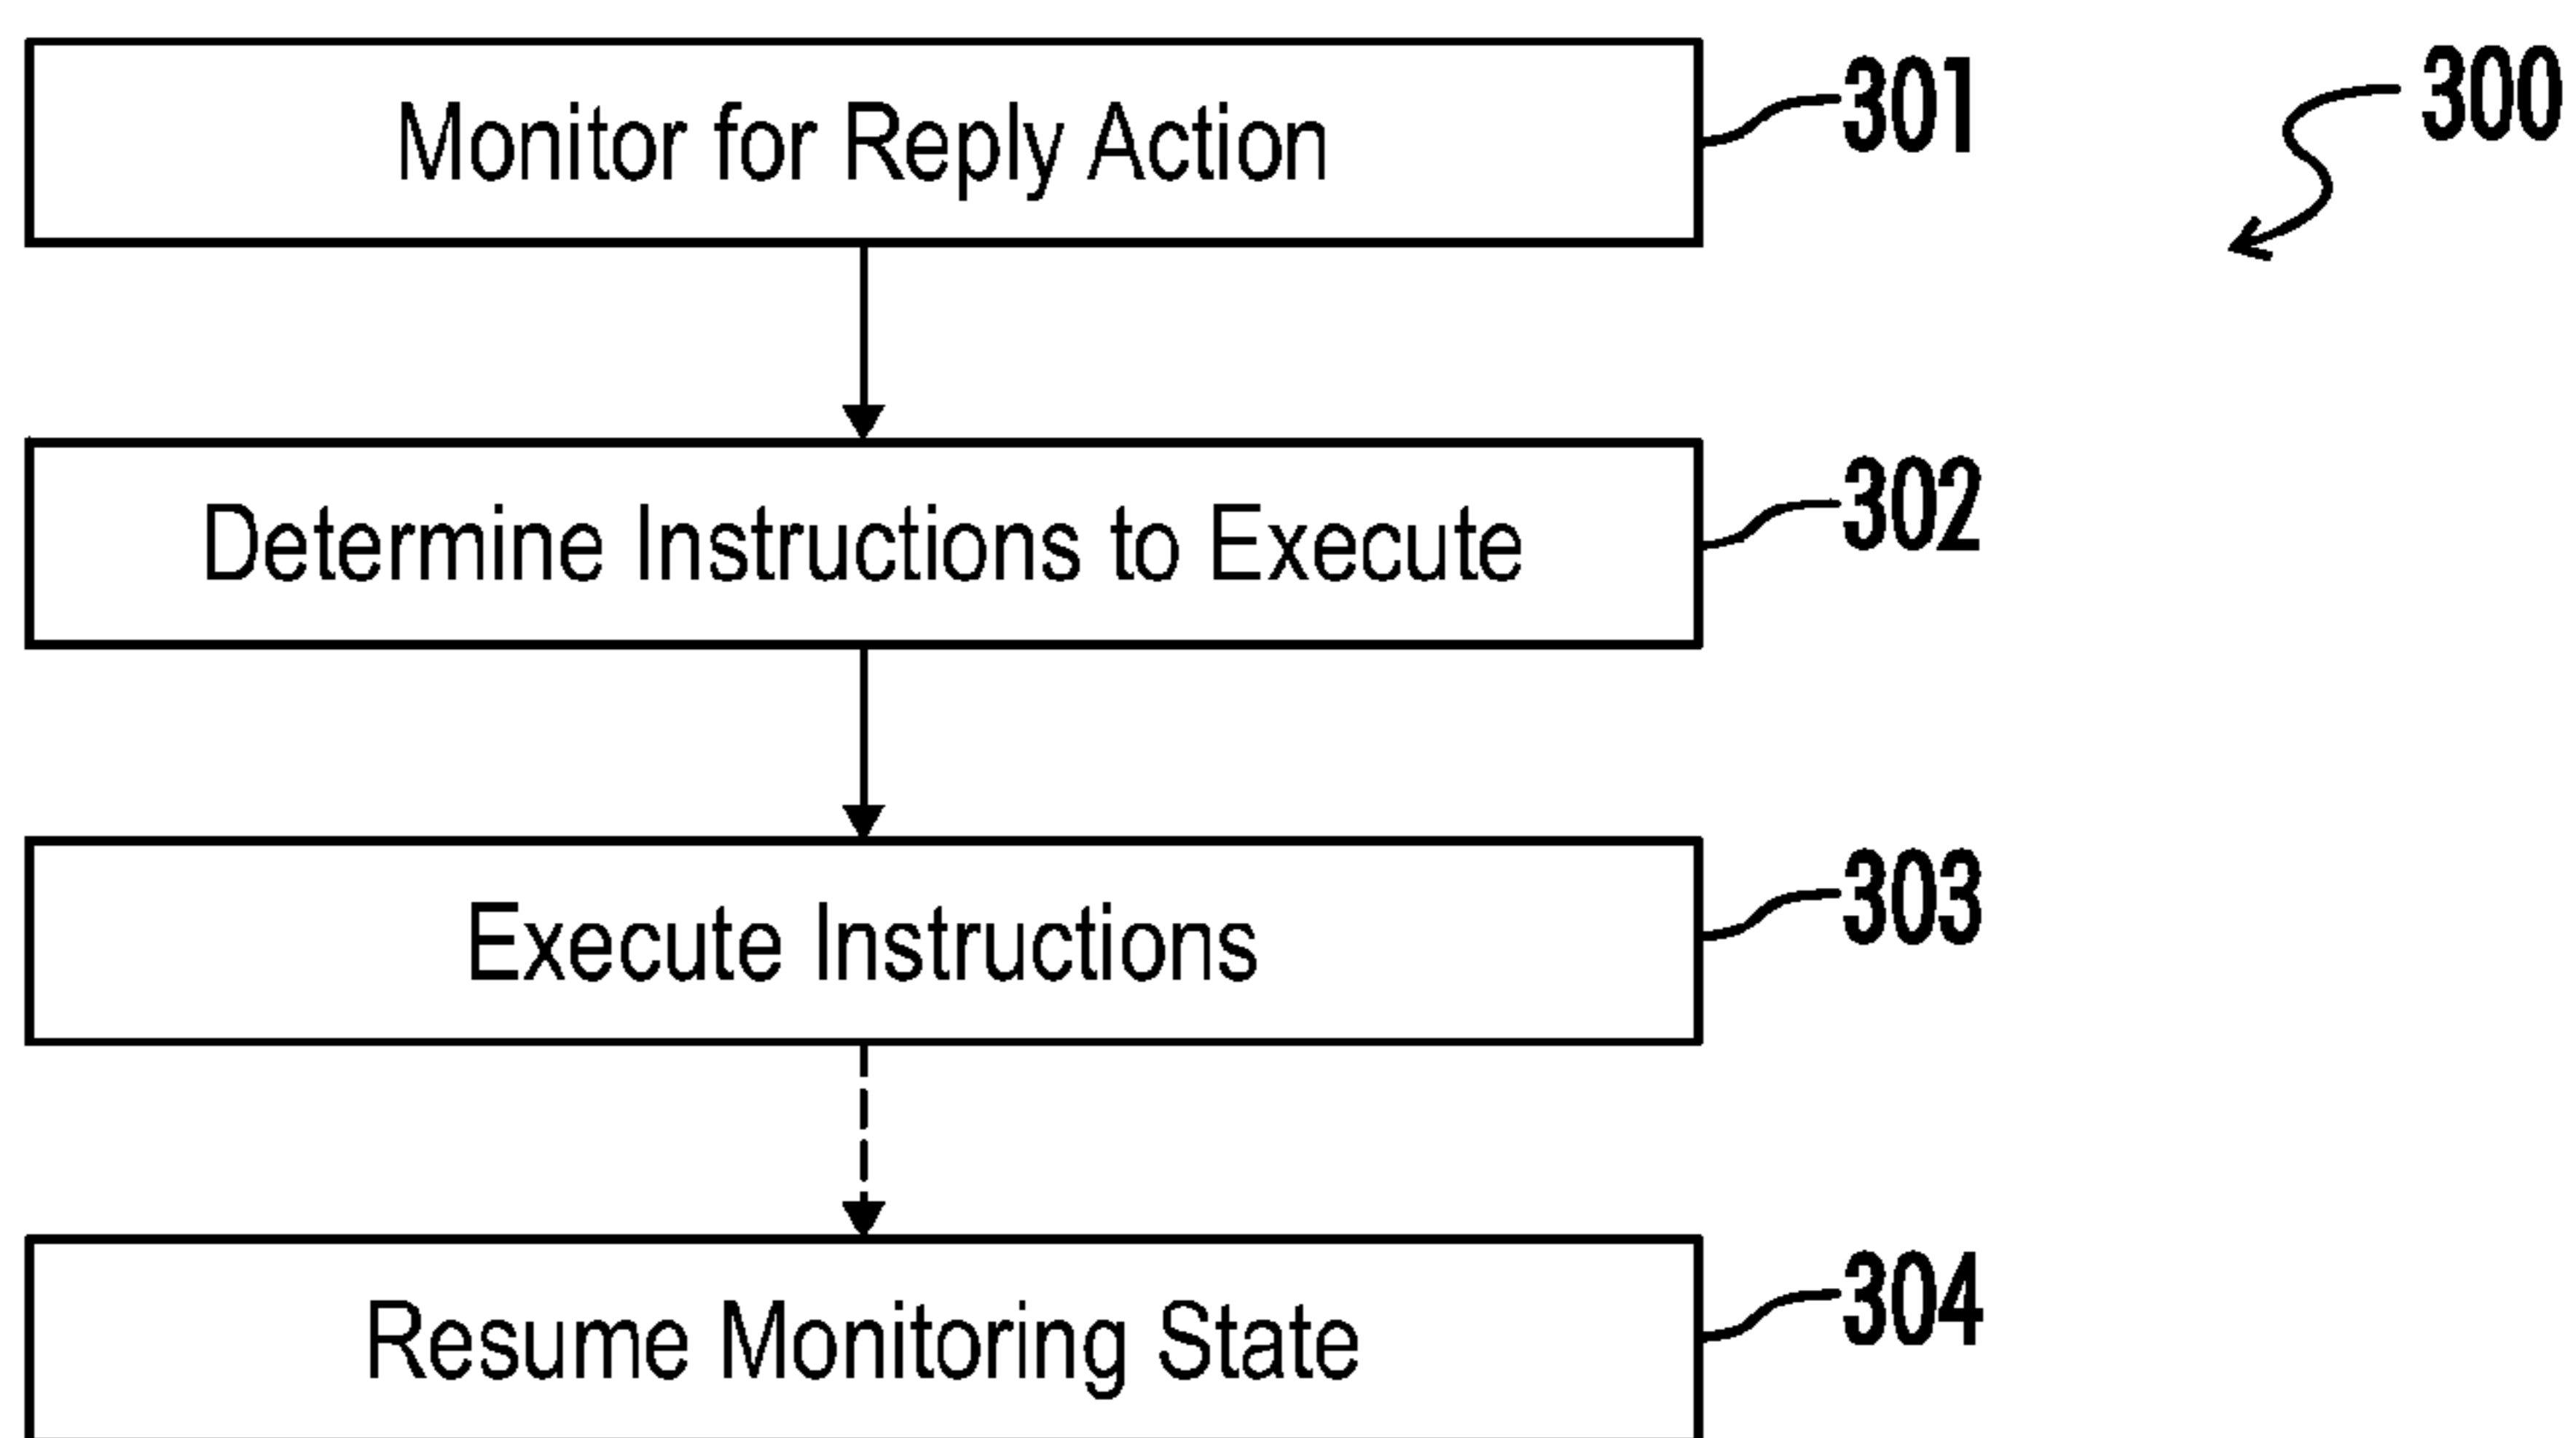 Monitor for Reply Action 301 300
Determine Instructions to Execute 302
Execute Instructions 303
Resume Monitoring State 304